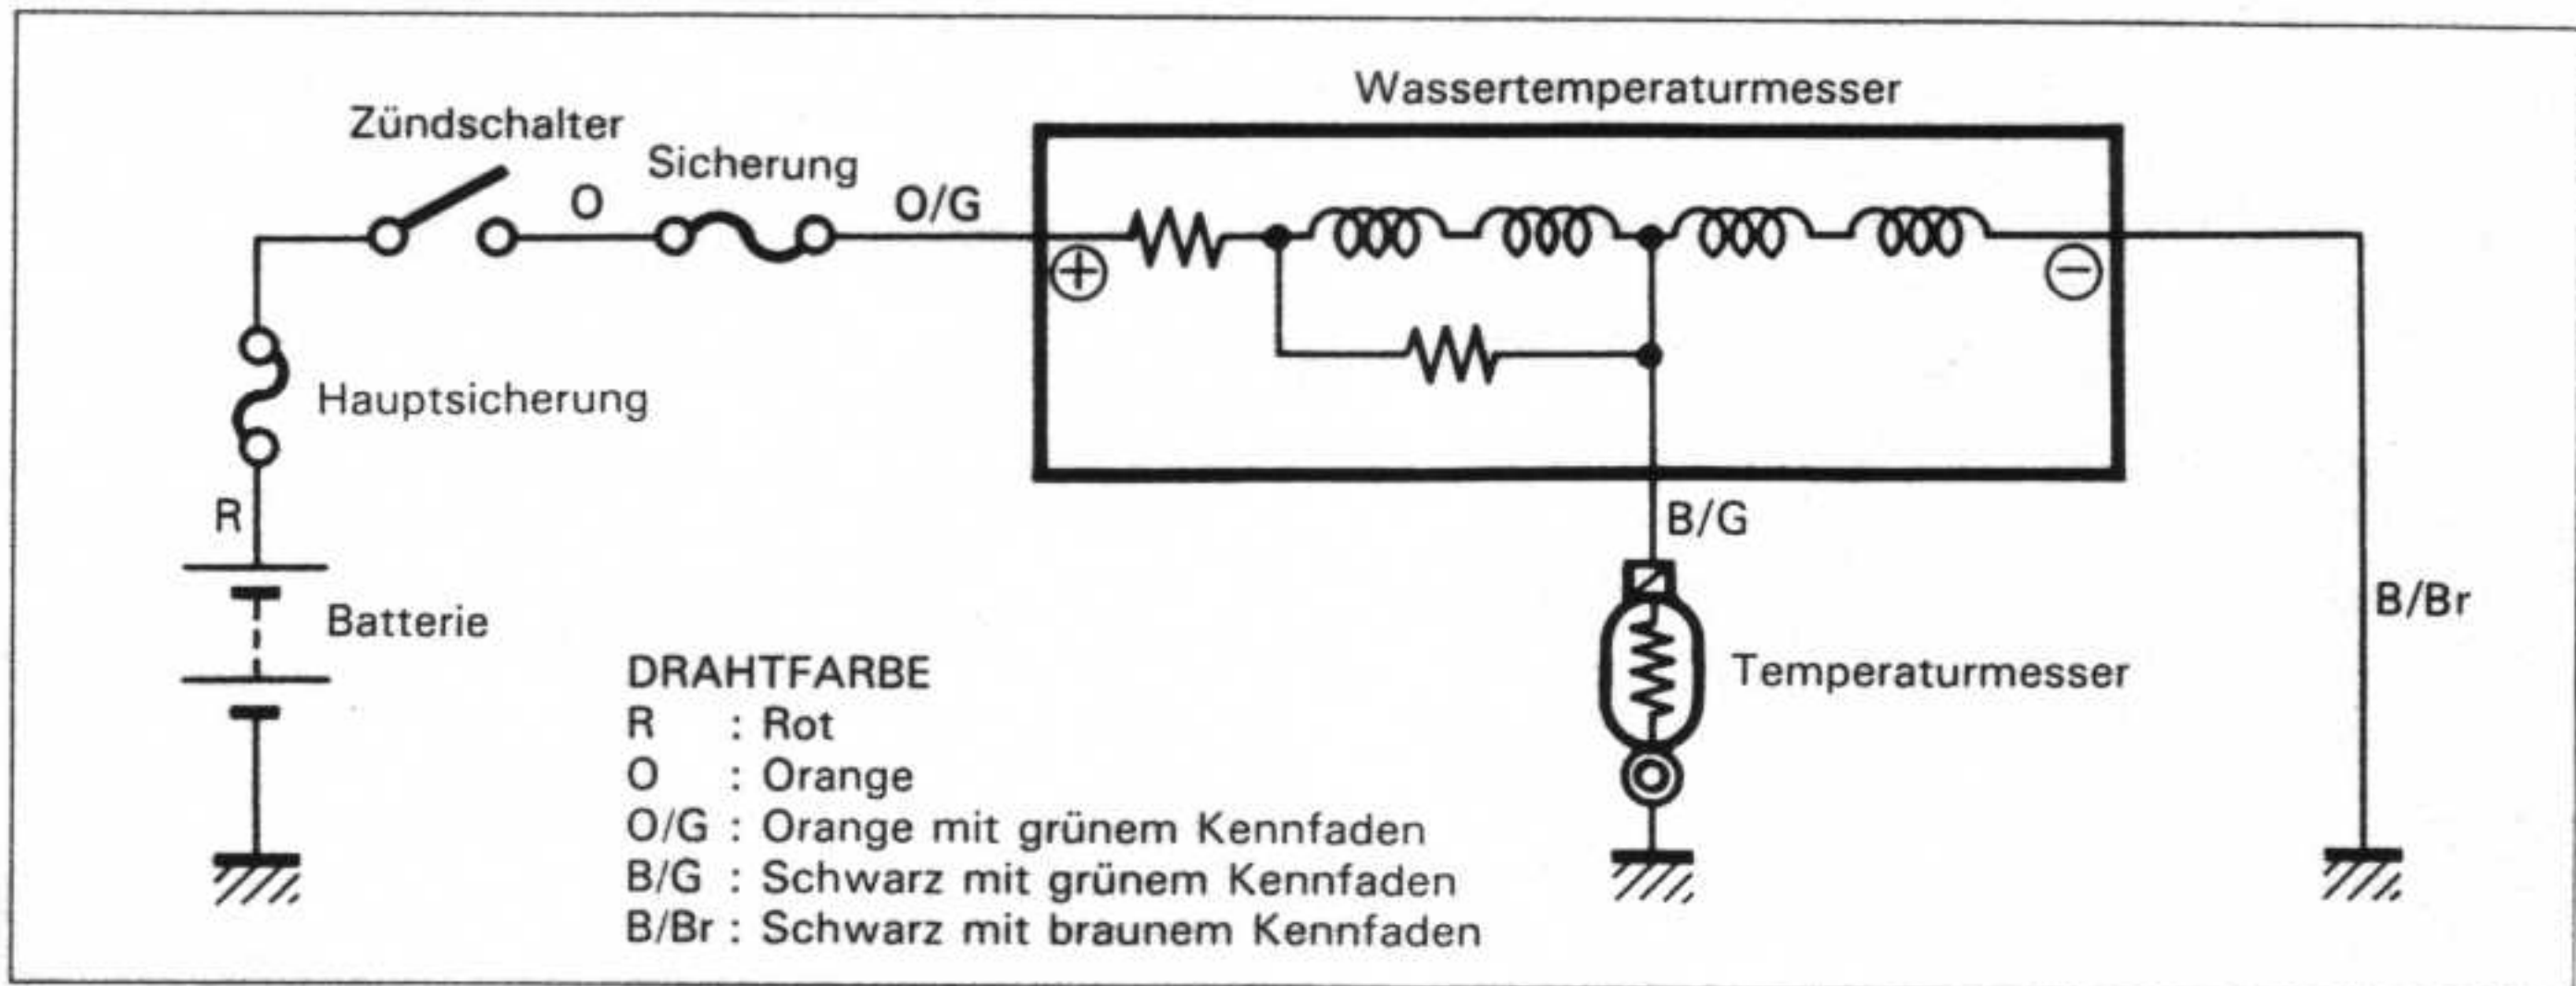 Wassertemperaturmesser
Zündschalter
Sicherung
O
O/G
⊕
⊖
Hauptsicherung
R
B/G
Batterie
B/Br
Temperaturmesser
DRAHTFARBE
R : Rot
O : Orange
O/G : Orange mit grünem Kennfaden
B/G : Schwarz mit grünem Kennfaden
B/Br : Schwarz mit braunem Kennfaden